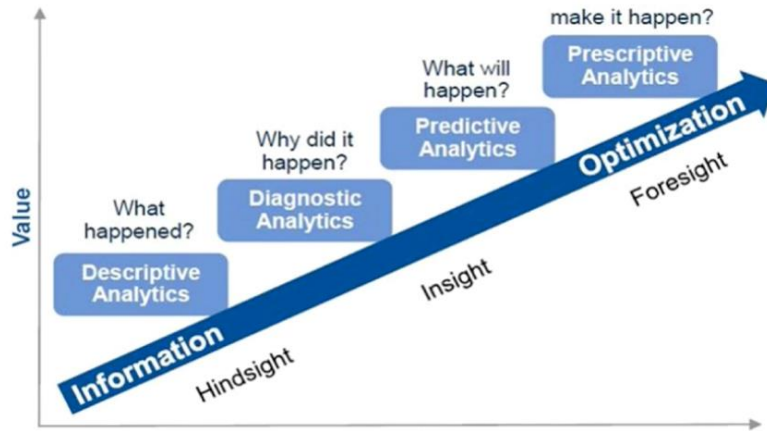 make it happen?
Prescriptive
Analytics
What will
happen?
Predictive
Analytics
Why did it
happen?
Diagnostic
Analytics
What
happened?
Descriptive
Analytics
Value
Information
Optimization
Hindsight
Insight
Foresight